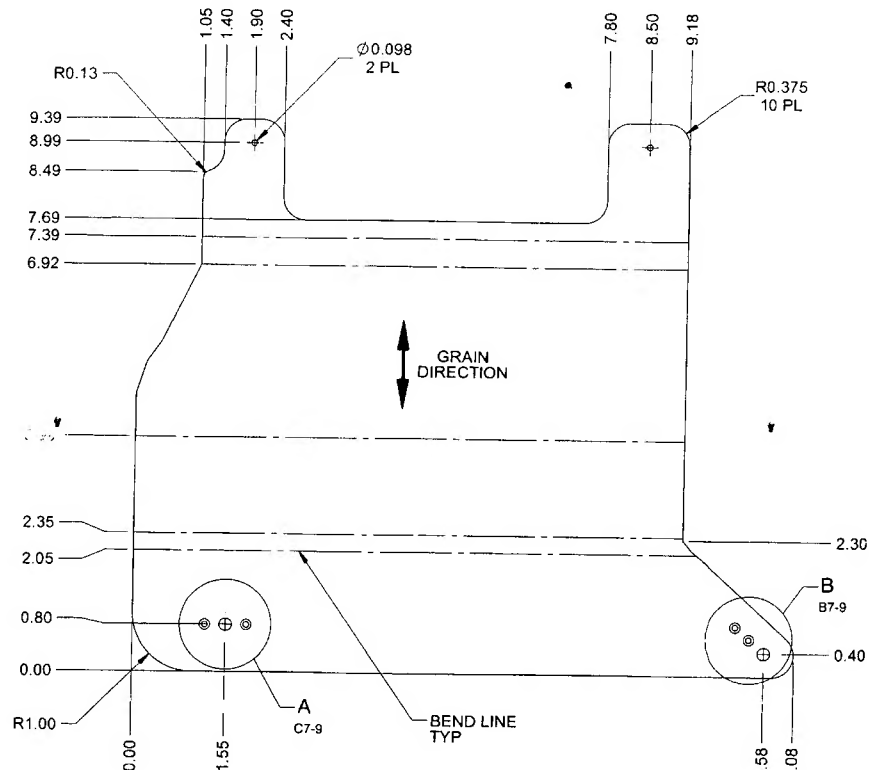 1.05
1.40
1.90
2.40
7.80
8.50
9.18
Ø0.098
2 PL
R0.13
R0.375
10 PL
9.39
8.99
8.49
7.69
7.39
6.92
GRAIN
DIRECTION
2.35
2.05
2.30
0.80
B
B7-9
0.00
0.40
A
C7-9
R1.00
BEND LINE
TYP
0.00
1.55
.58
.08